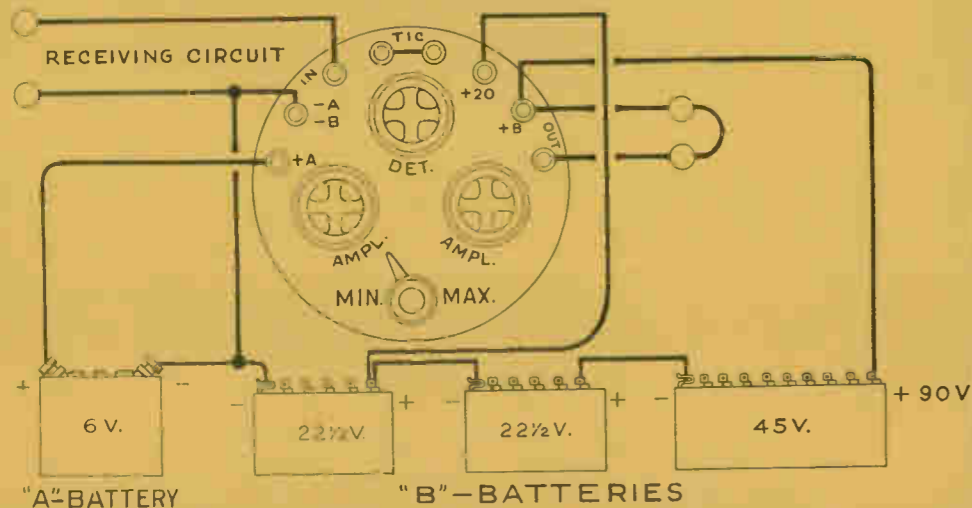 RECEIVING CIRCUIT
IN
TIC
+20
-A
-B
+B
OUT
+A
DET.
AMPL.
AMPL.
MIN.
MAX.
+
-
-
+
-
+
-
+ 90V
6 V.
22½V.
22½V.
45V.
"A"-BATTERY
"B"-BATTERIES